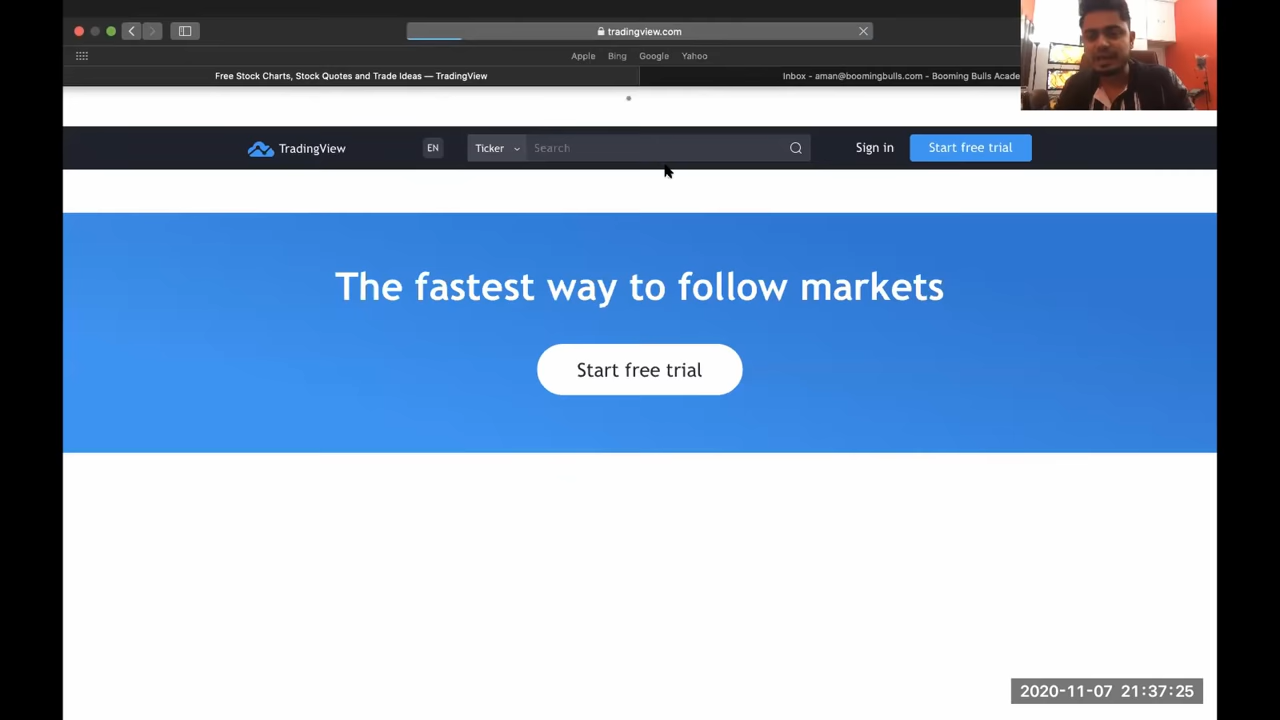 tradingview.com
Apple Bing Google Yahoo
Free Stock Charts, Stock Quotes and Trade Ideas — TradingView
Inbox - aman@boomingbulls.com - Booming Bulls Acade
TradingView EN Ticker Search Sign in Start free trial
The fastest way to follow markets
Start free trial
2020-11-07 21:37:25